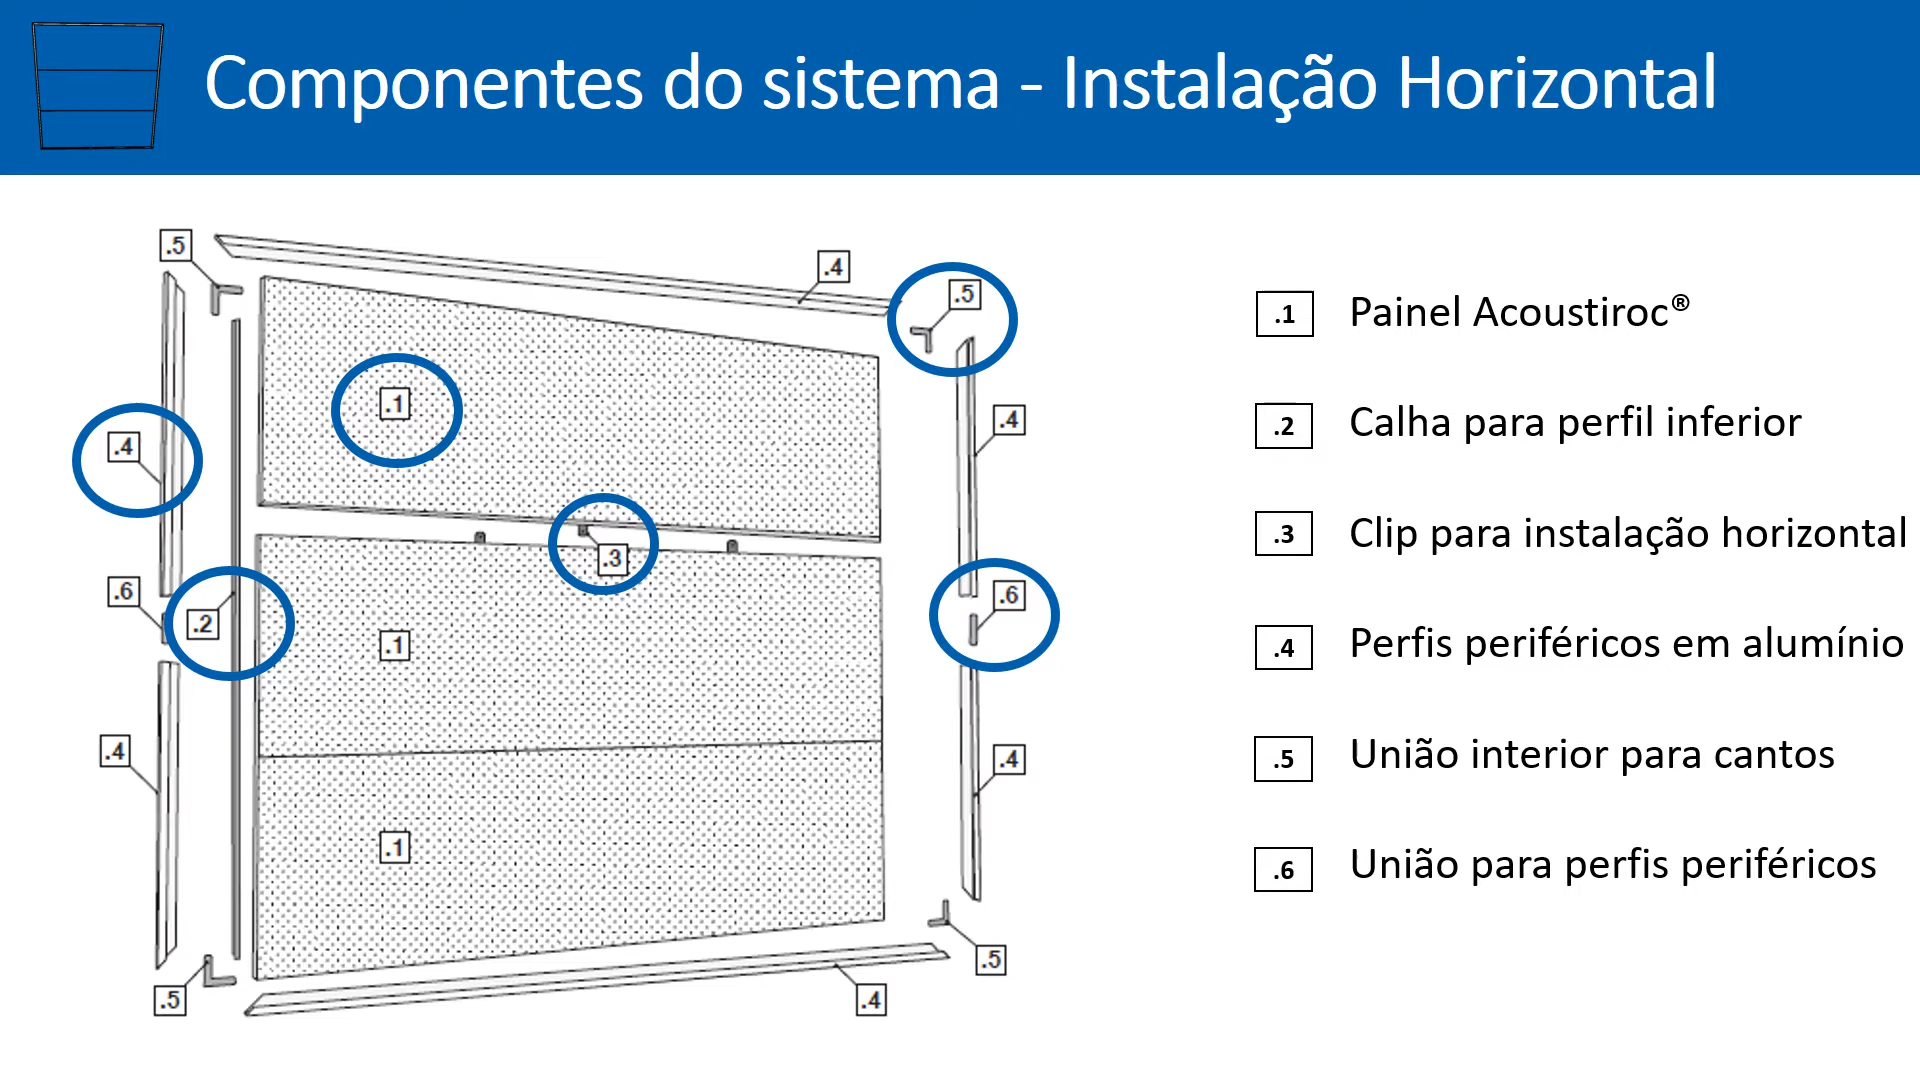 Componentes do sistema - Instalação Horizontal
.5
.4
.5
.1
.4
.4
.3
.6
.6
.2
.1
.4
.4
.1
.5
.5
.4
.1 Painel Acoustiroc®
.2 Calha para perfil inferior
.3 Clip para instalação horizontal
.4 Perfis periféricos em alumínio
.5 União interior para cantos
.6 União para perfis periféricos